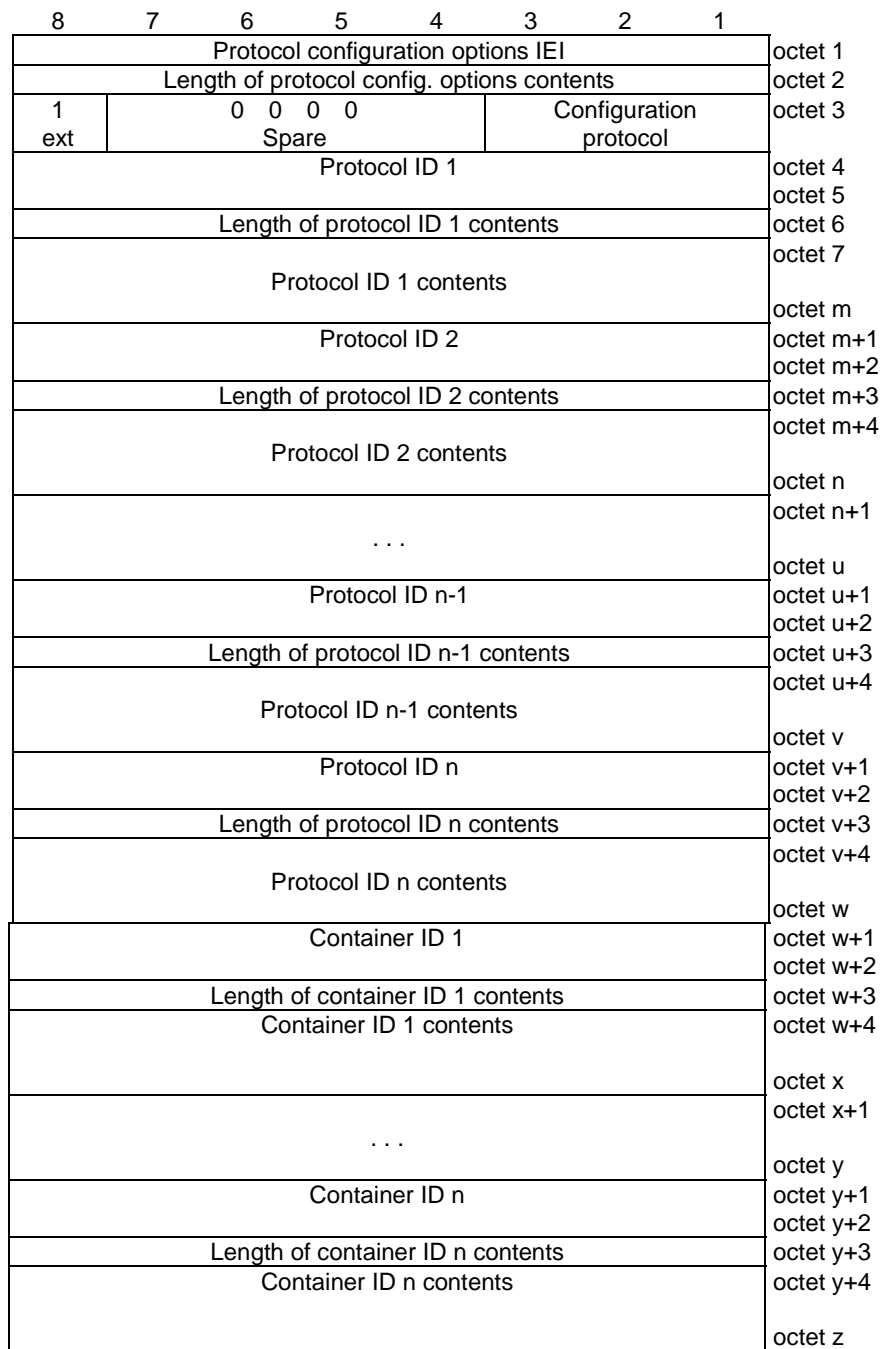 8 7 6 5 4 3 2 1
Protocol configuration options IEI octet 1
Length of protocol config. options contents octet 2
1 0 0 0 0 Configuration octet 3
ext Spare protocol
Protocol ID 1 octet 4
octet 5
Length of protocol ID 1 contents octet 6
octet 7
Protocol ID 1 contents
octet m
Protocol ID 2 octet m+1
octet m+2
Length of protocol ID 2 contents octet m+3
octet m+4
Protocol ID 2 contents
octet n
octet n+1
. . .
octet u
Protocol ID n-1 octet u+1
octet u+2
Length of protocol ID n-1 contents octet u+3
octet u+4
Protocol ID n-1 contents
octet v
Protocol ID n octet v+1
octet v+2
Length of protocol ID n contents octet v+3
octet v+4
Protocol ID n contents
octet w
Container ID 1 octet w+1
octet w+2
Length of container ID 1 contents octet w+3
Container ID 1 contents octet w+4
octet x
octet x+1
. . .
octet y
Container ID n octet y+1
octet y+2
Length of container ID n contents octet y+3
Container ID n contents octet y+4
octet z